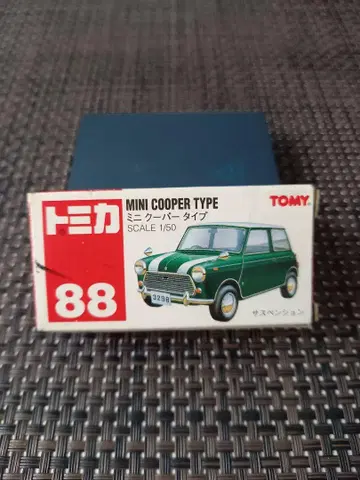 トミカ
88
MINI COOPER TYPE
ミニ クーパー タイプ
SCALE 1/50
TOMY
3298
サスペンション